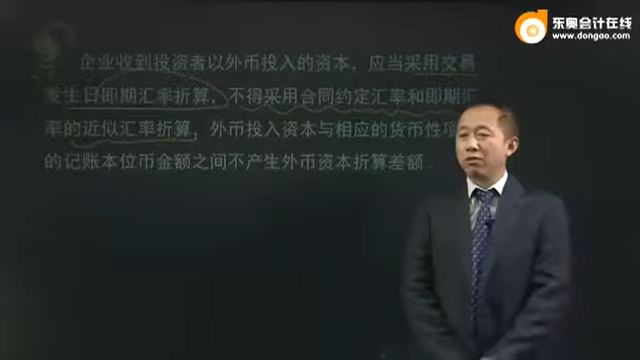 东奥会计在线
www.dongao.com
企业收到投资者以外币投入的资本，应当采用交易
发生日即期汇率折算，不得采用合同约定汇率和即期汇
率的近似汇率折算，外币投入资本与相应的货币性项
的记账本位币金额之间不产生外币资本折算差额。